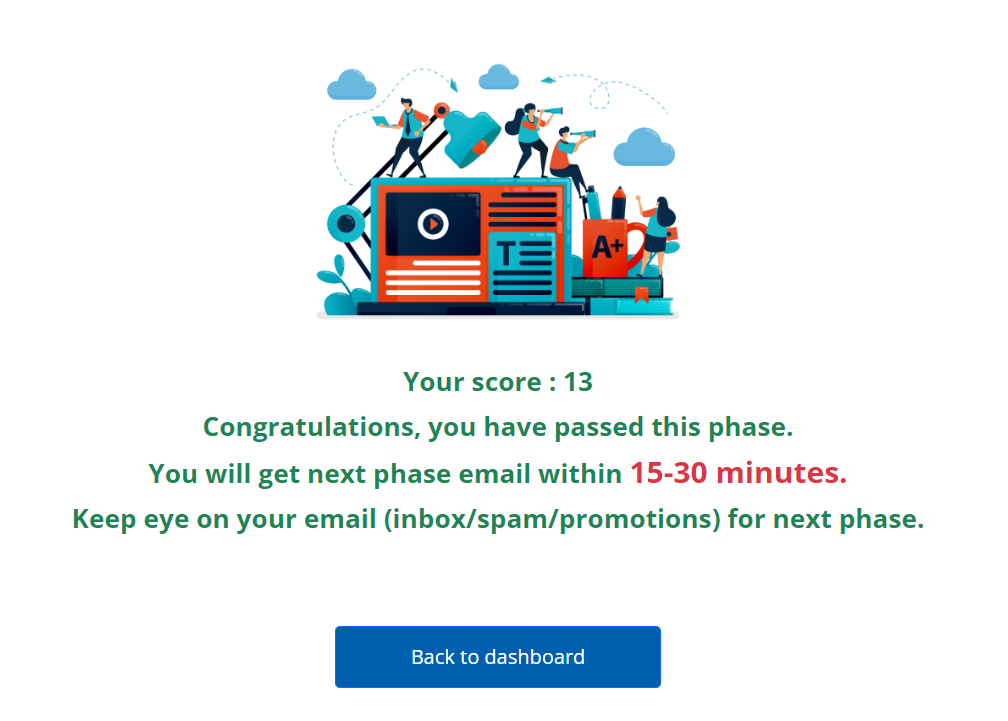 T
A+
Your score : 13
Congratulations, you have passed this phase.
You will get next phase email within 15-30 minutes.
Keep eye on your email (inbox/spam/promotions) for next phase.
Back to dashboard